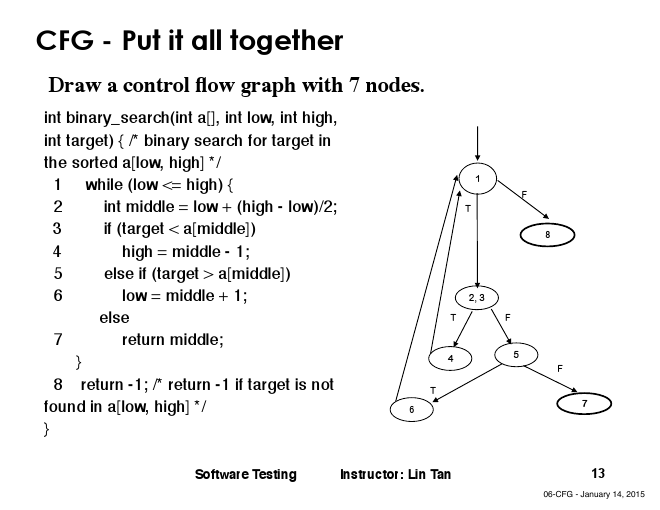 CFG - Put it all together
Draw a control flow graph with 7 nodes.
int binary_search(int a[], int low, int high,
int target) { /* binary search for target in
the sorted a[low, high] */
1 while (low <= high) {
2 int middle = low + (high - low)/2;
3 if (target < a[middle])
4 high = middle - 1;
5 else if (target > a[middle])
6 low = middle + 1;
else
7 return middle;
}
8 return -1; /* return -1 if target is not
found in a[low, high] */
}
1
F
T
8
2, 3
T
F
4
5
F
T
6
7
Software Testing Instructor: Lin Tan 13
06-CFG - January 14, 2015